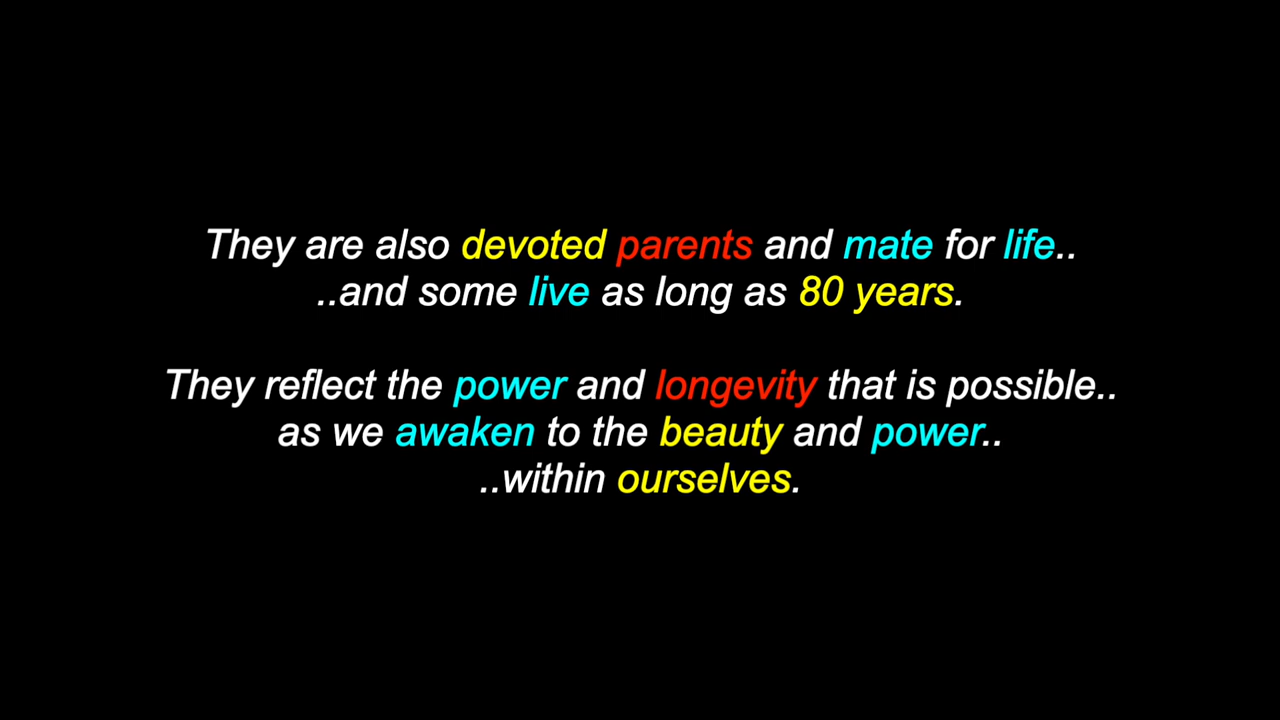 They are also devoted parents and mate for life..
..and some live as long as 80 years.
They reflect the power and longevity that is possible..
as we awaken to the beauty and power..
..within ourselves.